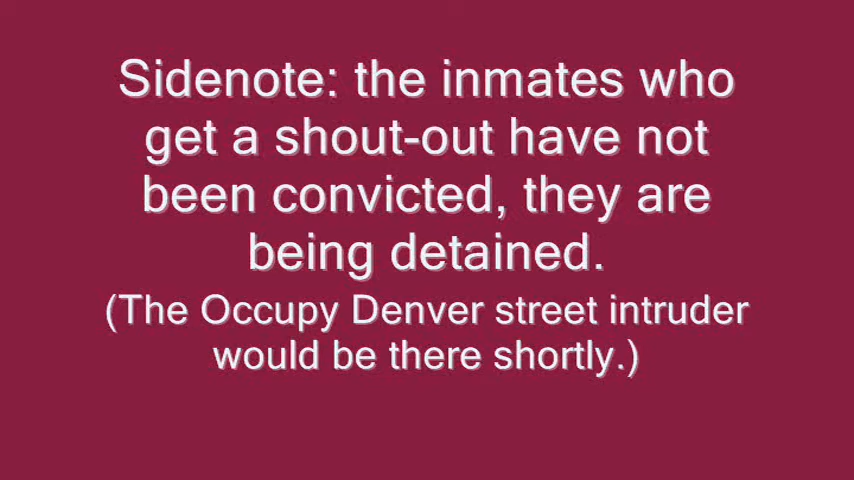 Sidenote: the inmates who
get a shout-out have not
been convicted, they are
being detained.
(The Occupy Denver street intruder
would be there shortly.)